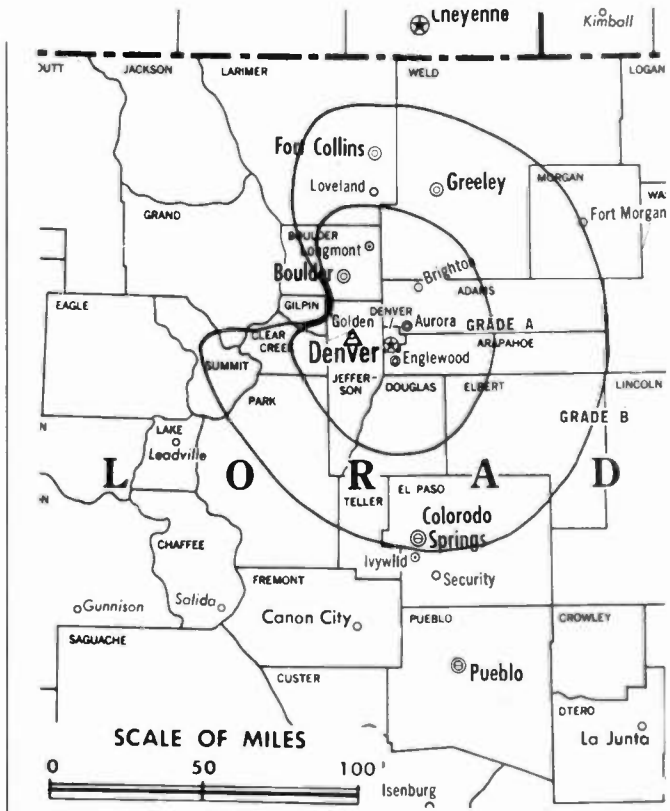 Cheyenne
Kimball
JACKSON
LARIMER
WELD
LOGAN
Fort Collins
Loveland
Greeley
MORGAN
Fort Morgan
GRAND
BOULDER
Longmont
Boulder
Brighton
ADAMS
EAGLE
GILPIN
CLEAR
CREEK
Golden
DENVER
Aurora
GRADE A
ARAPAHOE
Denver
Englewood
SUMMIT
JEFFER-
SON
DOUGLAS
ELBERT
LINCOLN
PARK
GRADE B
LAKE
Leadville
L O R A D
TELLER
EL PASO
Colorodo
Springs
CHAFFEE
Ivywild
Security
FREMONT
Gunnison
Salida
Canon City
PUEBLO
CROWLEY
SAGUACHE
CUSTER
Pueblo
OTERO
La Junta
SCALE OF MILES
0 50 100
Isenburg